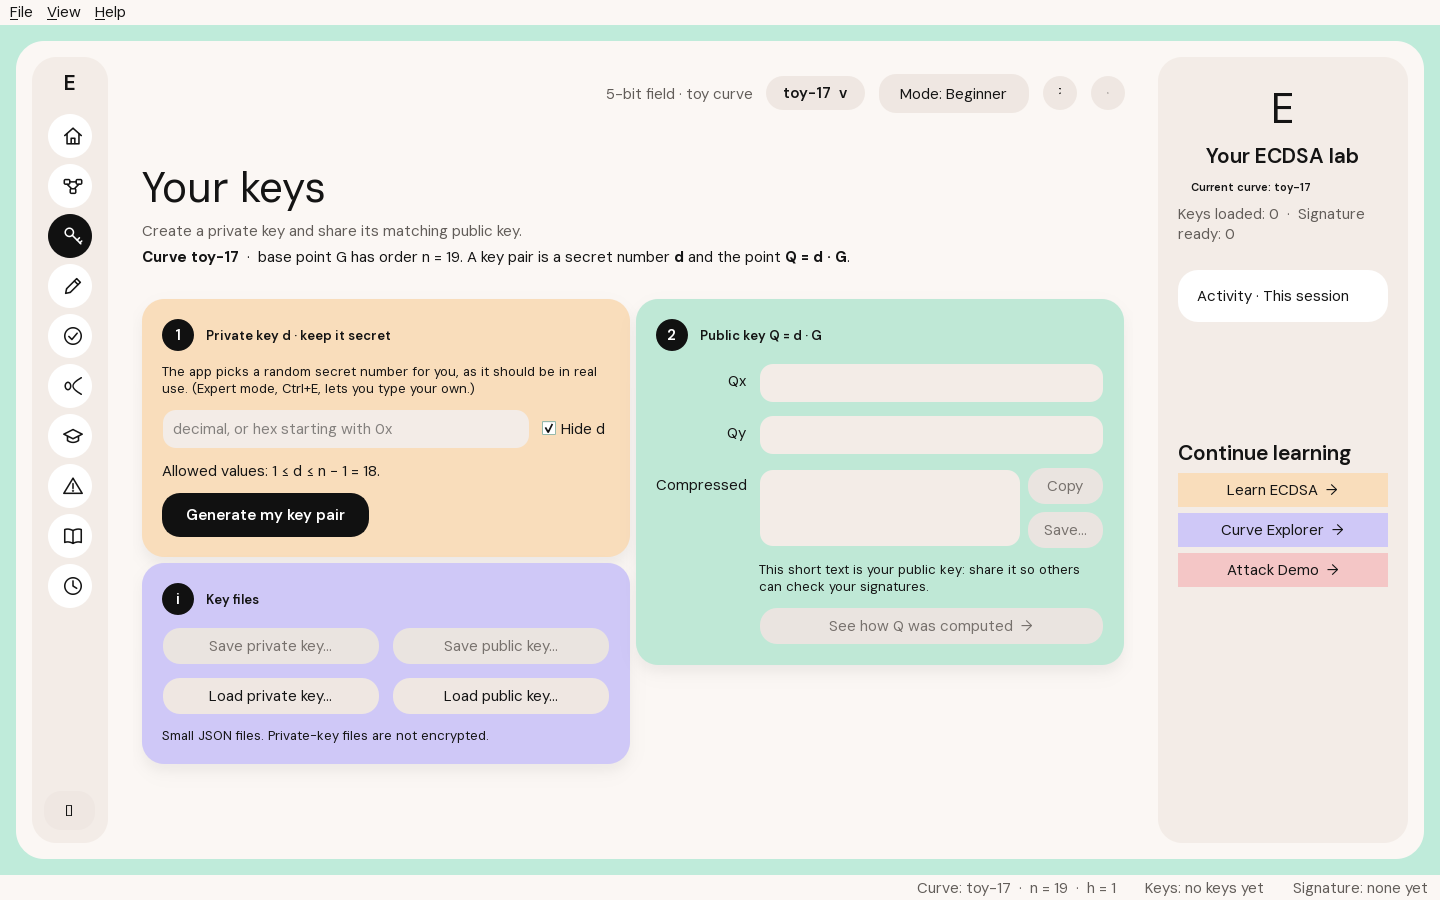 File View Help
E
5-bit field · toy curve toy-17 v Mode: Beginner
Your keys
Create a private key and share its matching public key.
Curve toy-17 · base point G has order n = 19. A key pair is a secret number d and the point Q = d · G.
1 Private key d · keep it secret
The app picks a random secret number for you, as it should be in real
use. (Expert mode, Ctrl+E, lets you type your own.)
decimal, or hex starting with 0x Hide d
Allowed values: 1 ≤ d ≤ n − 1 = 18.
Generate my key pair
i Key files
Save private key... Save public key...
Load private key... Load public key...
Small JSON files. Private-key files are not encrypted.
2 Public key Q = d · G
Qx
Qy
Compressed
Copy
Save...
This short text is your public key: share it so others
can check your signatures.
See how Q was computed →
E
Your ECDSA lab
Current curve: toy-17
Keys loaded: 0 · Signature
ready: 0
Activity · This session
Continue learning
Learn ECDSA →
Curve Explorer →
Attack Demo →
Curve: toy-17 · n = 19 · h = 1 Keys: no keys yet Signature: none yet